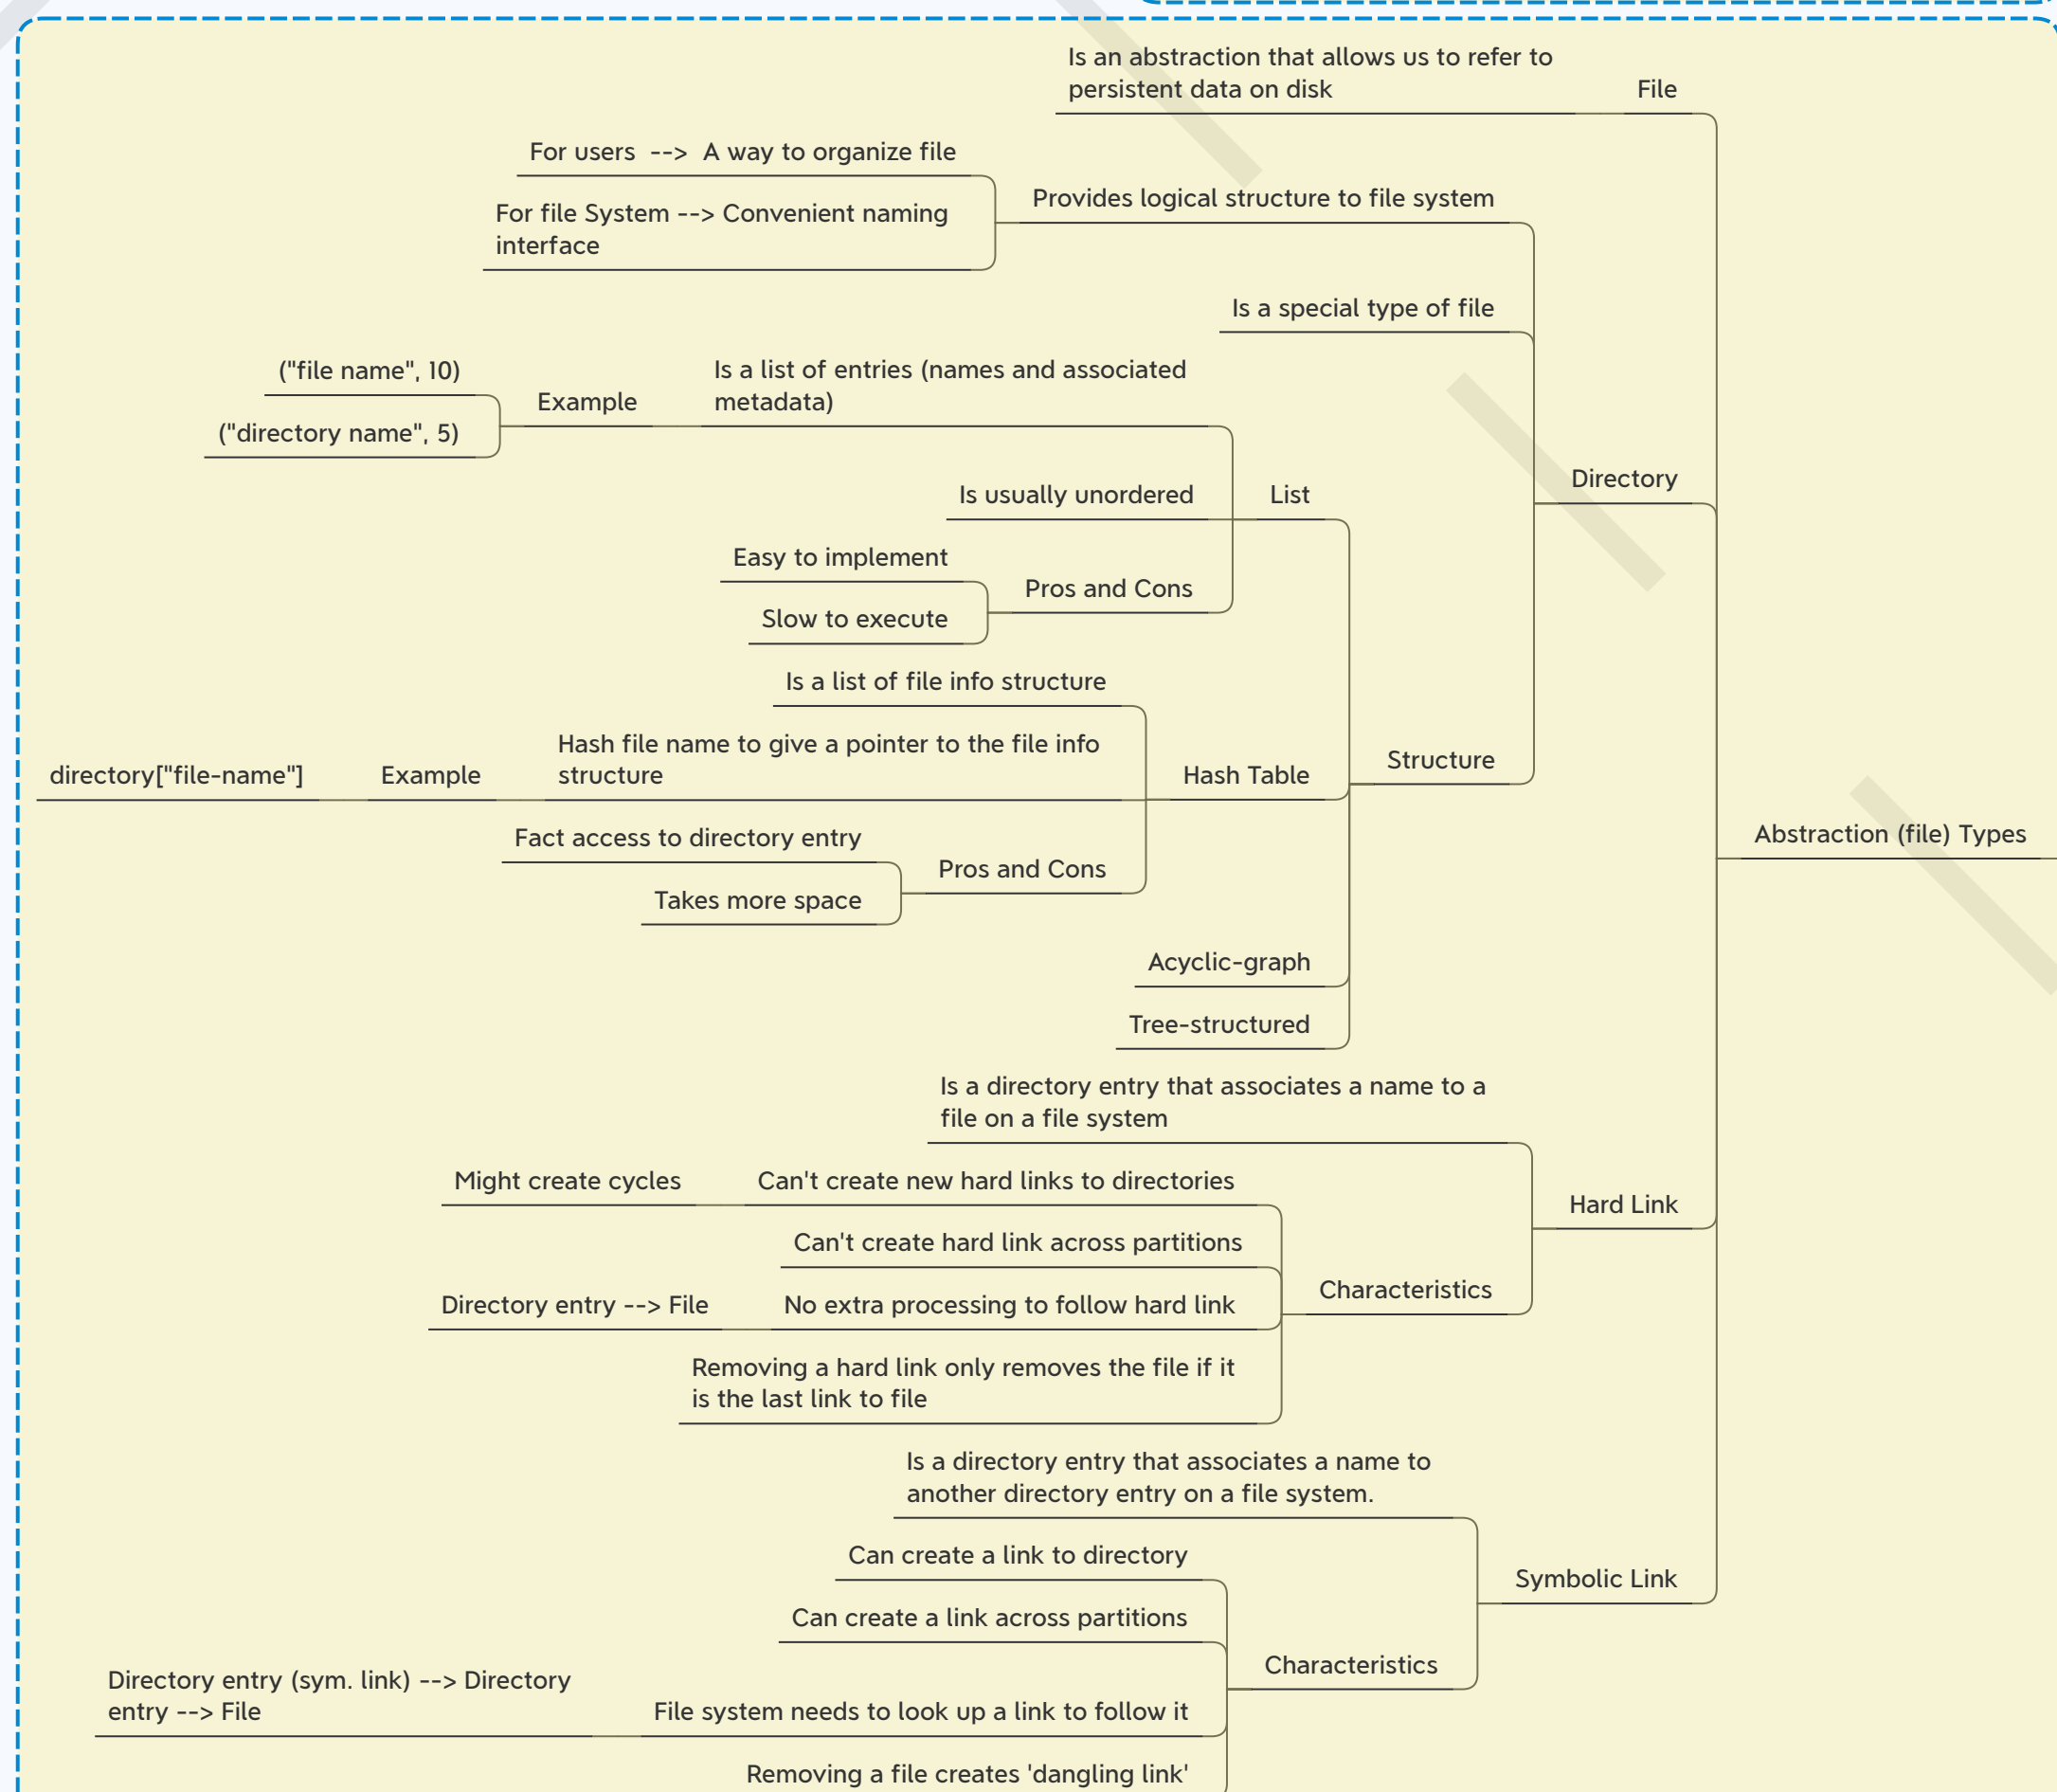 Is an abstraction that allows us to refer to
persistent data on disk
File
For users --> A way to organize file
For file System --> Convenient naming
interface
Provides logical structure to file system
Is a special type of file
("file name", 10)
("directory name", 5)
Example
Is a list of entries (names and associated
metadata)
Is usually unordered
List
Easy to implement
Slow to execute
Pros and Cons
Directory
Is a list of file info structure
Hash file name to give a pointer to the file info
structure
directory["file-name"]
Example
Hash Table
Structure
Fact access to directory entry
Takes more space
Pros and Cons
Abstraction (file) Types
Acyclic-graph
Tree-structured
Is a directory entry that associates a name to a
file on a file system
Might create cycles
Can't create new hard links to directories
Hard Link
Can't create hard link across partitions
Directory entry --> File
No extra processing to follow hard link
Characteristics
Removing a hard link only removes the file if it
is the last link to file
Is a directory entry that associates a name to
another directory entry on a file system.
Can create a link to directory
Symbolic Link
Can create a link across partitions
Characteristics
Directory entry (sym. link) --> Directory
entry --> File
File system needs to look up a link to follow it
Removing a file creates 'dangling link'